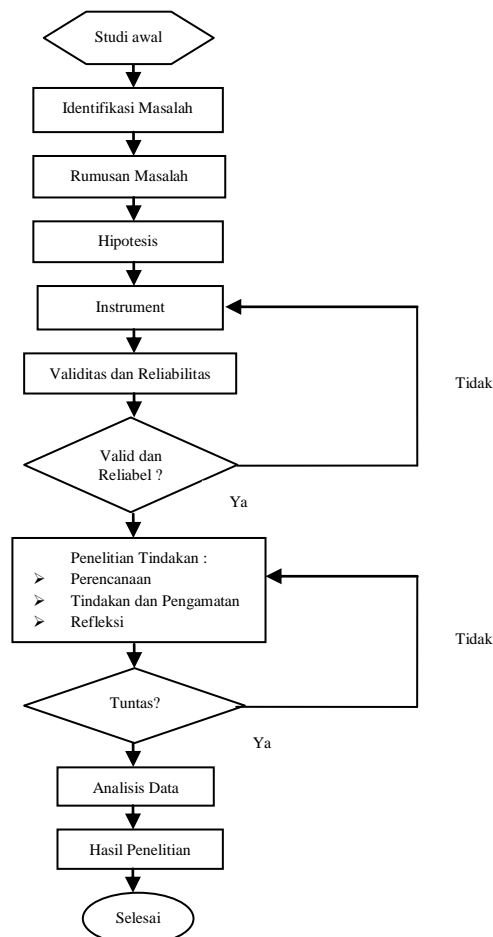 Studi awal
Identifikasi Masalah
Rumusan Masalah
Hipotesis
Instrument
Validitas dan Reliabilitas
Tidak
Valid dan
Reliabel ?
Ya
Penelitian Tindakan :
➢ Perencanaan
➢ Tindakan dan Pengamatan
➢ Refleksi
Tidak
Tuntas?
Ya
Analisis Data
Hasil Penelitian
Selesai